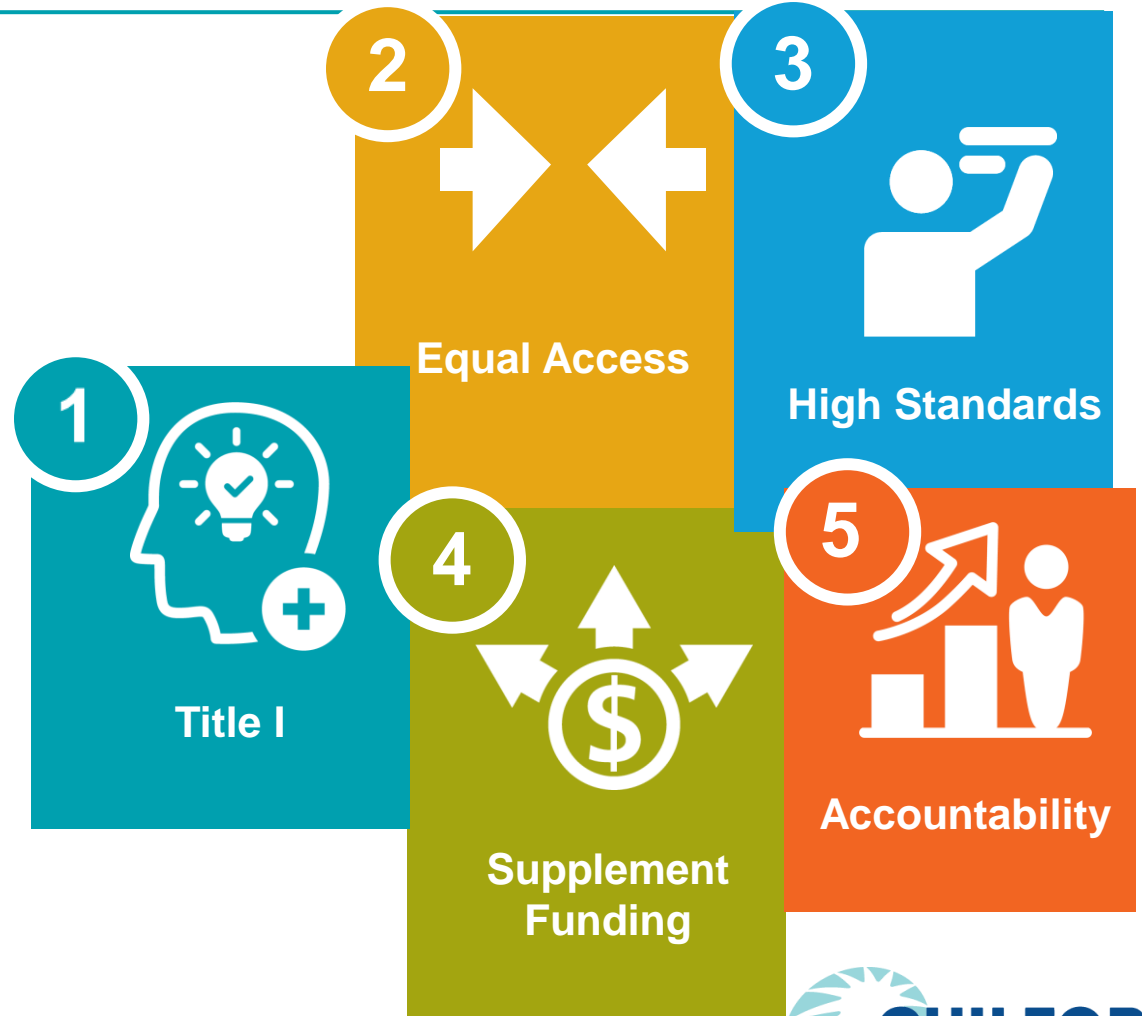 1
Title I
2
Equal Access
3
High Standards
4
Supplement
Funding
5
Accountability